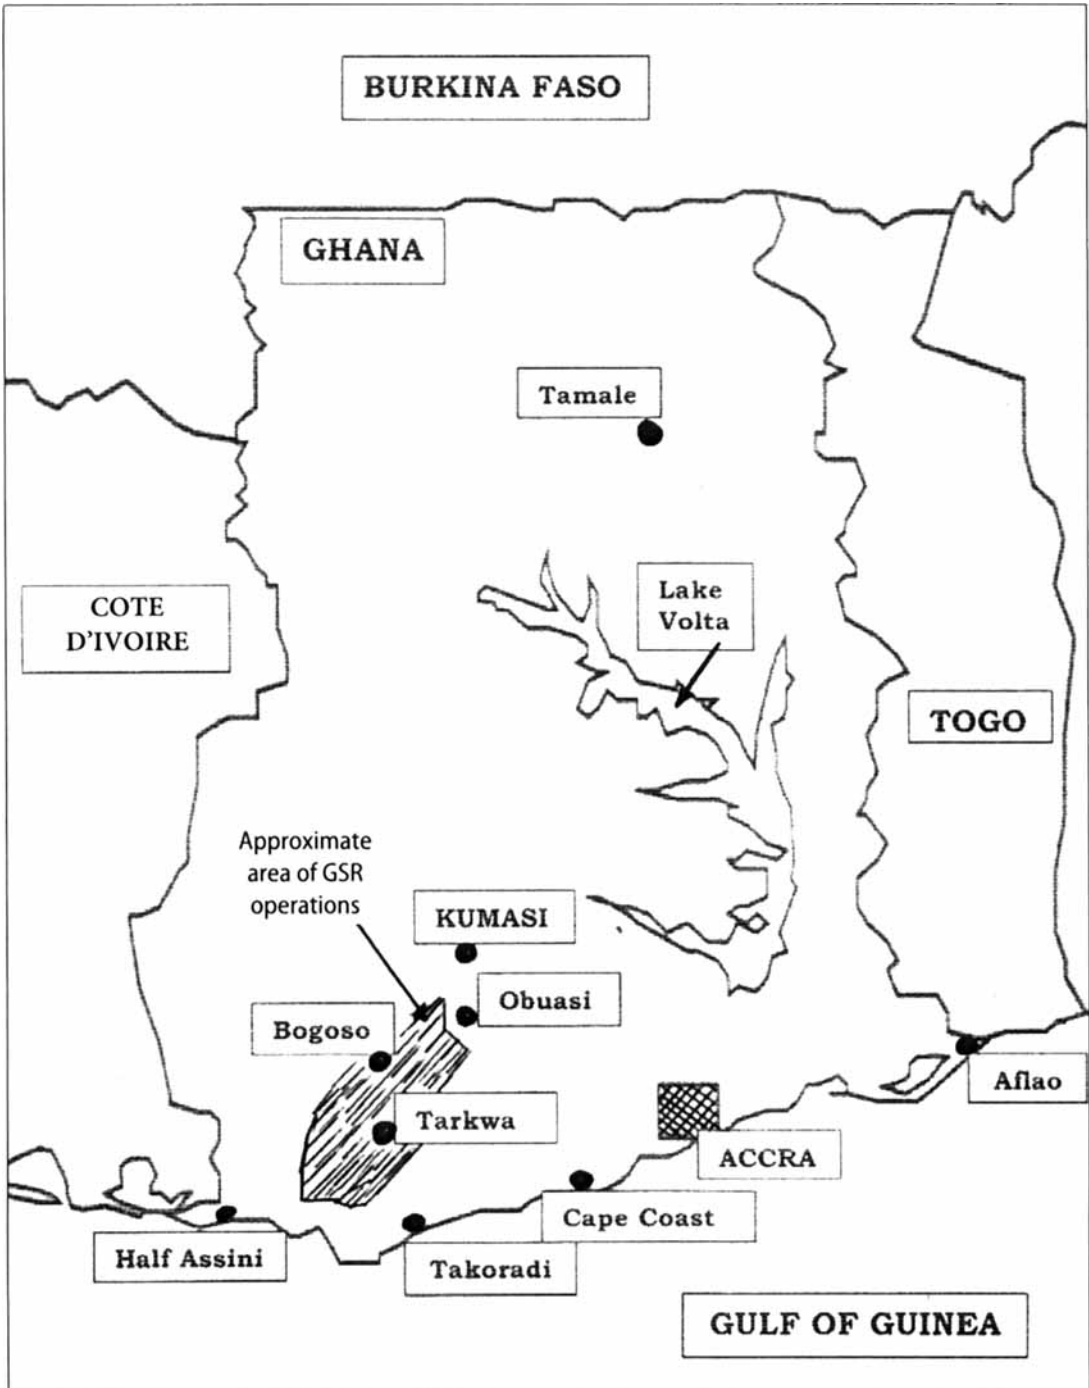 BURKINA FASO
GHANA
Tamale
COTE
D'IVOIRE
Lake
Volta
TOGO
Approximate
area of GSR
operations
KUMASI
Obuasi
Bogoso
Aflao
Tarkwa
ACCRA
Cape Coast
Half Assini
Takoradi
GULF OF GUINEA